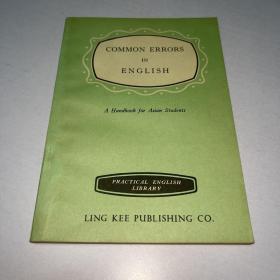 COMMON ERRORS
IN
ENGLISH
A Handbook for Asian Students
PRACTICAL ENGLISH
LIBRARY
LING KEE PUBLISHING CO.